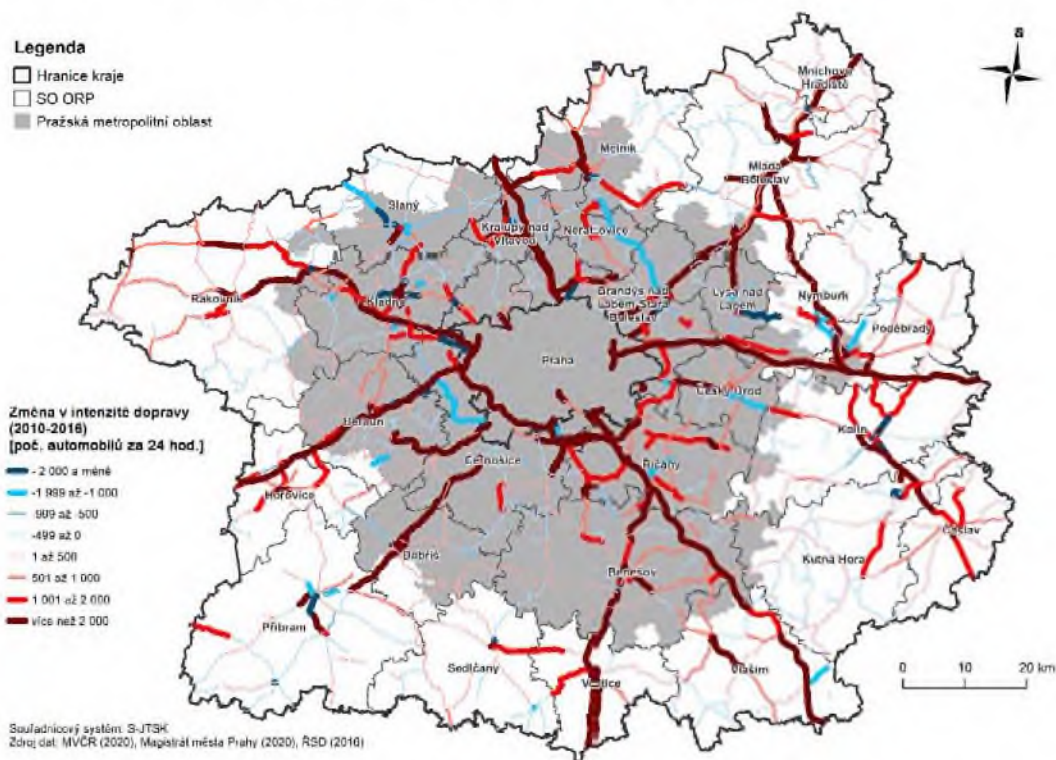 Legenda
Hranice kraje
SO ORP
Pražská metropolitní oblast
Změna v intenzitě dopravy
(2010-2016)
[poč. automobilů za 24 hod.]
- 2 000 a méně
-1 999 až -1 000
-999 až -500
-499 až 0
1 až 500
501 až 1 000
1 001 až 2 000
více než 2 000
Mnichovo
Hradiště
Mělník
Mladá
Boleslav
Slaný
Kralupy nad
Vltavou
Neratovice
Rakovník
Kladno
Brandýs nad
Labem-Stará
Boleslav
Lysá nad
Labem
Nymburk
Poděbrady
Praha
Český Brod
Beroun
Kolín
Černošice
Říčany
Hořovice
Čáslav
Dobříš
Kutná Hora
Benešov
Příbram
Sedlčany
Votice
Vlašim
0 10 20 km
Souřadnicový systém: S-JTSK
Zdroj dat: MVČR (2020), Magistrát města Prahy (2020), ŘSD (2016)